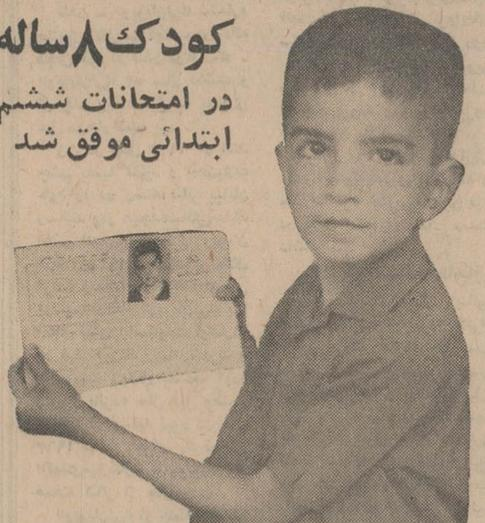 کودک ۸ ساله
در امتحانات ششم
ابتدائی موفق شد